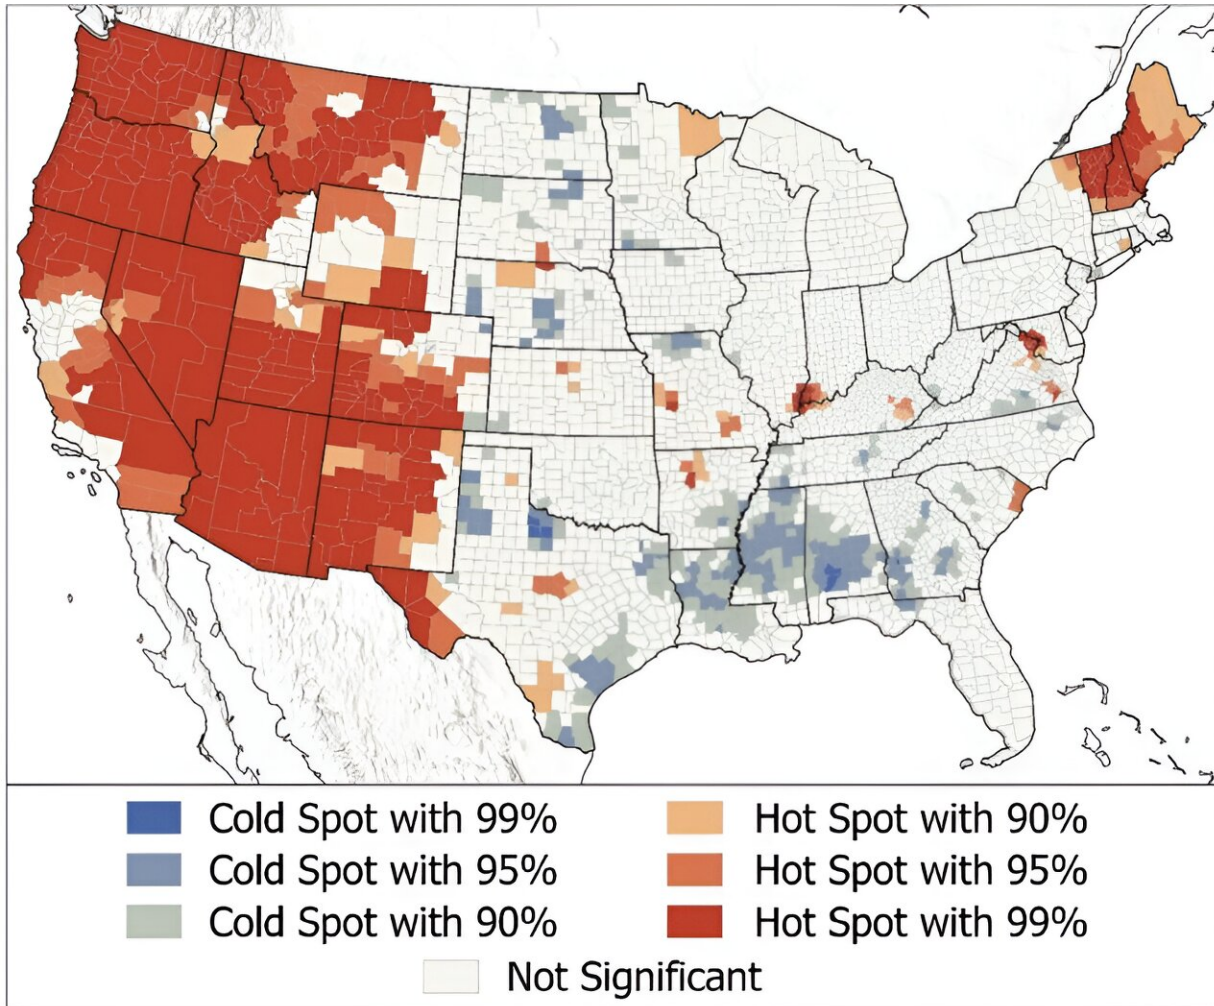 Cold Spot with 99%
Hot Spot with 90%
Cold Spot with 95%
Hot Spot with 95%
Cold Spot with 90%
Hot Spot with 99%
Not Significant